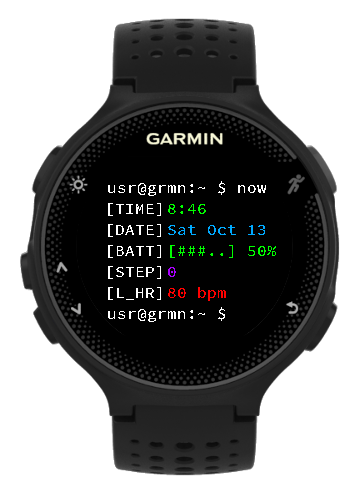 GARMIN
usr@grmn:~ $ now
[TIME]8:46
[DATE]Sat Oct 13
[BATT][###..] 50%
[STEP]0
[L_HR]80 bpm
usr@grmn:~ $